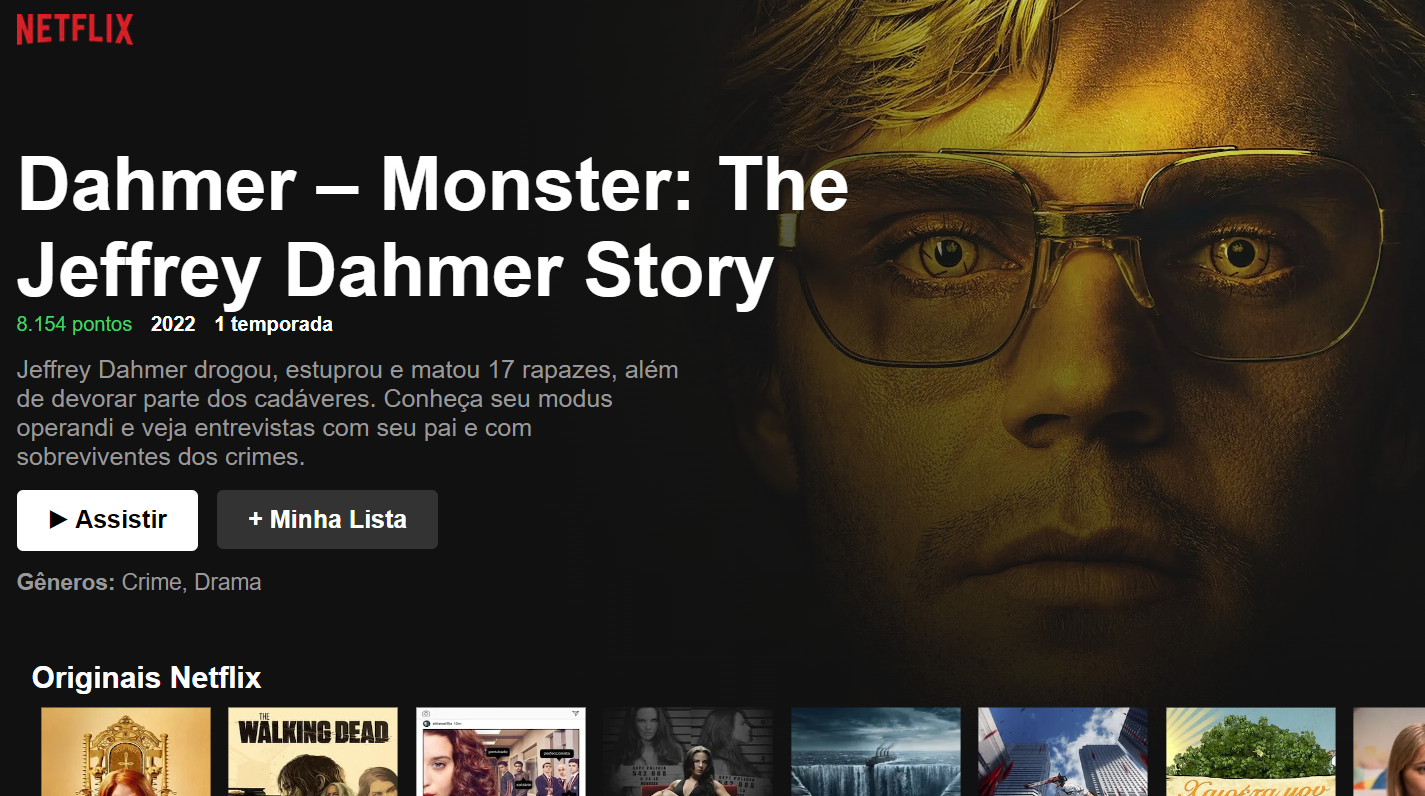 NETFLIX
Dahmer – Monster: The
Jeffrey Dahmer Story
8.154 pontos 2022 1 temporada
Jeffrey Dahmer drogou, estuprou e matou 17 rapazes, além
de devorar parte dos cadáveres. Conheça seu modus
operandi e veja entrevistas com seu pai e com
sobreviventes dos crimes.
▶ Assistir + Minha Lista
Gêneros: Crime, Drama
Originais Netflix
THE
WALKING DEAD
Χαιρέτα μου